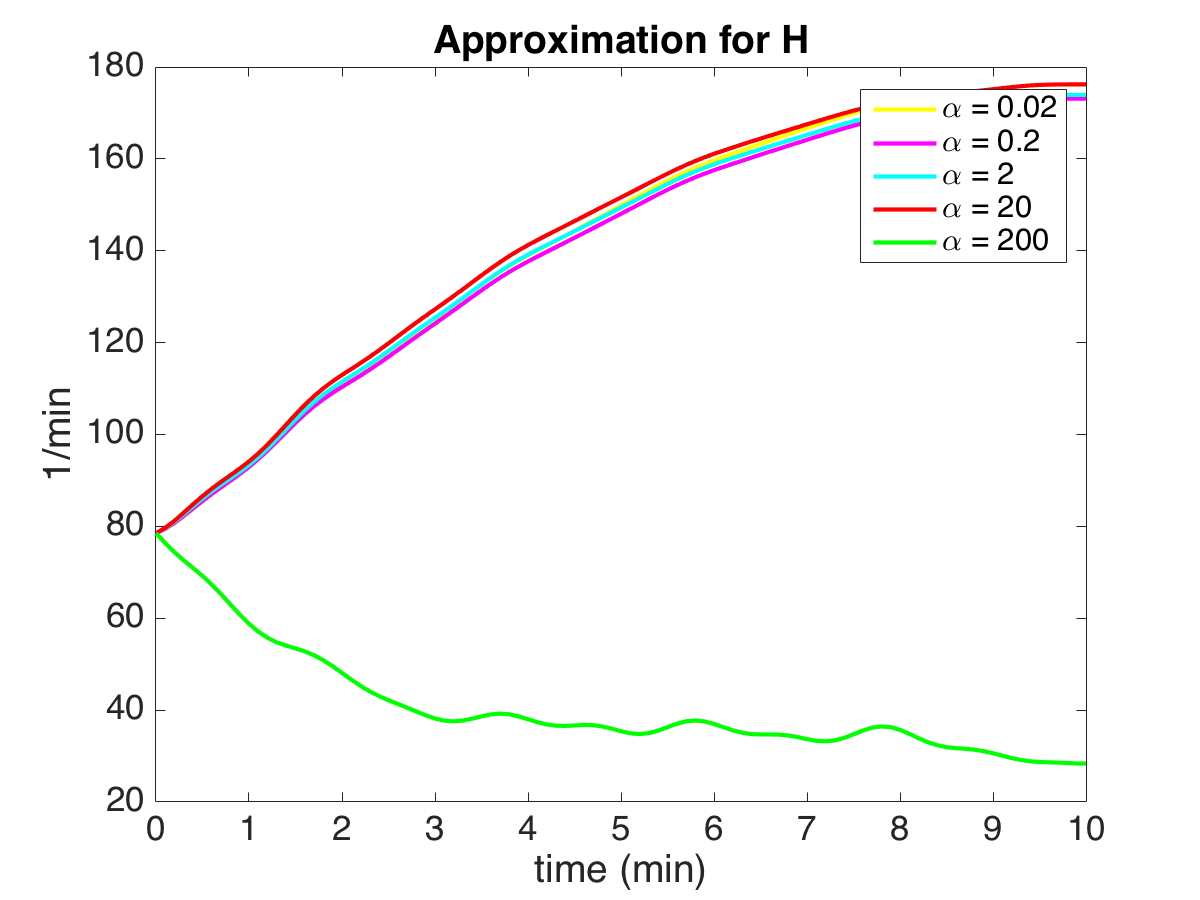 Approximation for H
180
160
140
120
100
80
60
40
20
1/min
α = 0.02
α = 0.2
α = 2
α = 20
α = 200
0 1 2 3 4 5 6 7 8 9 10
time (min)